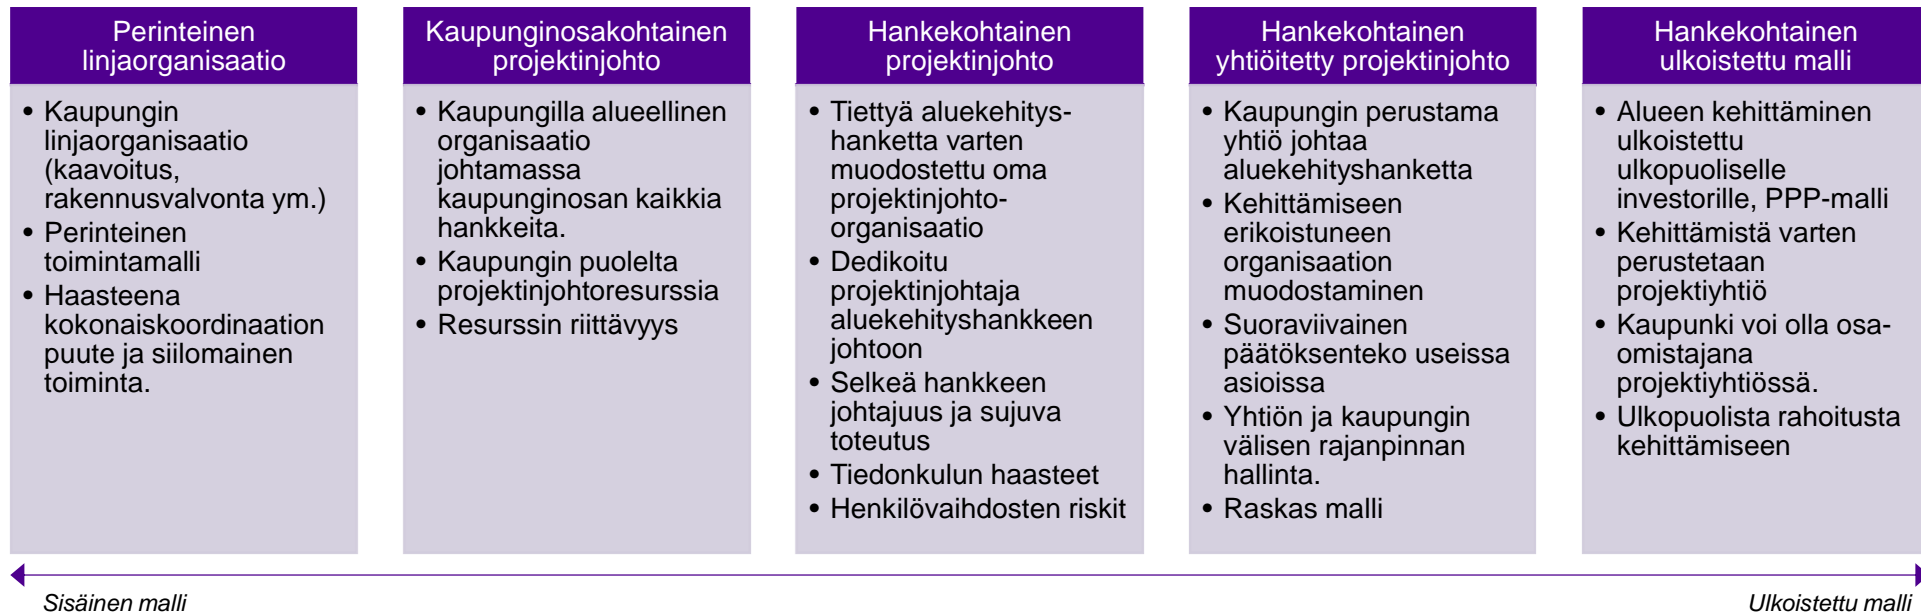 Perinteinen
linjaorganisaatio
• Kaupungin
linjaorganisaatio
(kaavoitus,
rakennusvalvonta ym.)
• Perinteinen
toimintamalli
• Haasteena
kokonaiskoordinaation
puute ja siilomainen
toiminta.
Kaupunginosakohtainen
projektinjohto
• Kaupungilla alueellinen
organisaatio
johtamassa
kaupunginosan kaikkia
hankkeita.
• Kaupungin puolelta
projektinjohtoresurssia
• Resurssin riittävyys
Hankekohtainen
projektinjohto
• Tiettyä aluekehitys-
hanketta varten
muodostettu oma
projektinjohto-
organisaatio
• Dedikoitu
projektinjohtaja
aluekehityshankkeen
johtoon
• Selkeä hankkeen
johtajuus ja sujuva
toteutus
• Tiedonkulun haasteet
• Henkilövaihdosten riskit
Hankekohtainen
yhtiöitetty projektinjohto
• Kaupungin perustama
yhtiö johtaa
aluekehityshanketta
• Kehittämiseen
erikoistuneen
organisaation
muodostaminen
• Suoraviivainen
päätöksenteko useissa
asioissa
• Yhtiön ja kaupungin
välisen rajanpinnan
hallinta.
• Raskas malli
Hankekohtainen
ulkoistettu malli
• Alueen kehittäminen
ulkoistettu
ulkopuoliselle
investorille, PPP-malli
• Kehittämistä varten
perustetaan
projektiyhtiö
• Kaupunki voi olla osa-
omistajana
projektiyhtiössä.
• Ulkopuolista rahoitusta
kehittämiseen
Sisäinen malli
Ulkoistettu malli